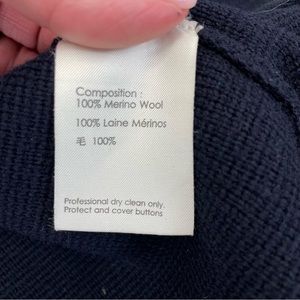 Composition :
100% Merino Wool
100% Laine Mérinos
毛 100%
Professional dry clean only.
Protect and cover buttons